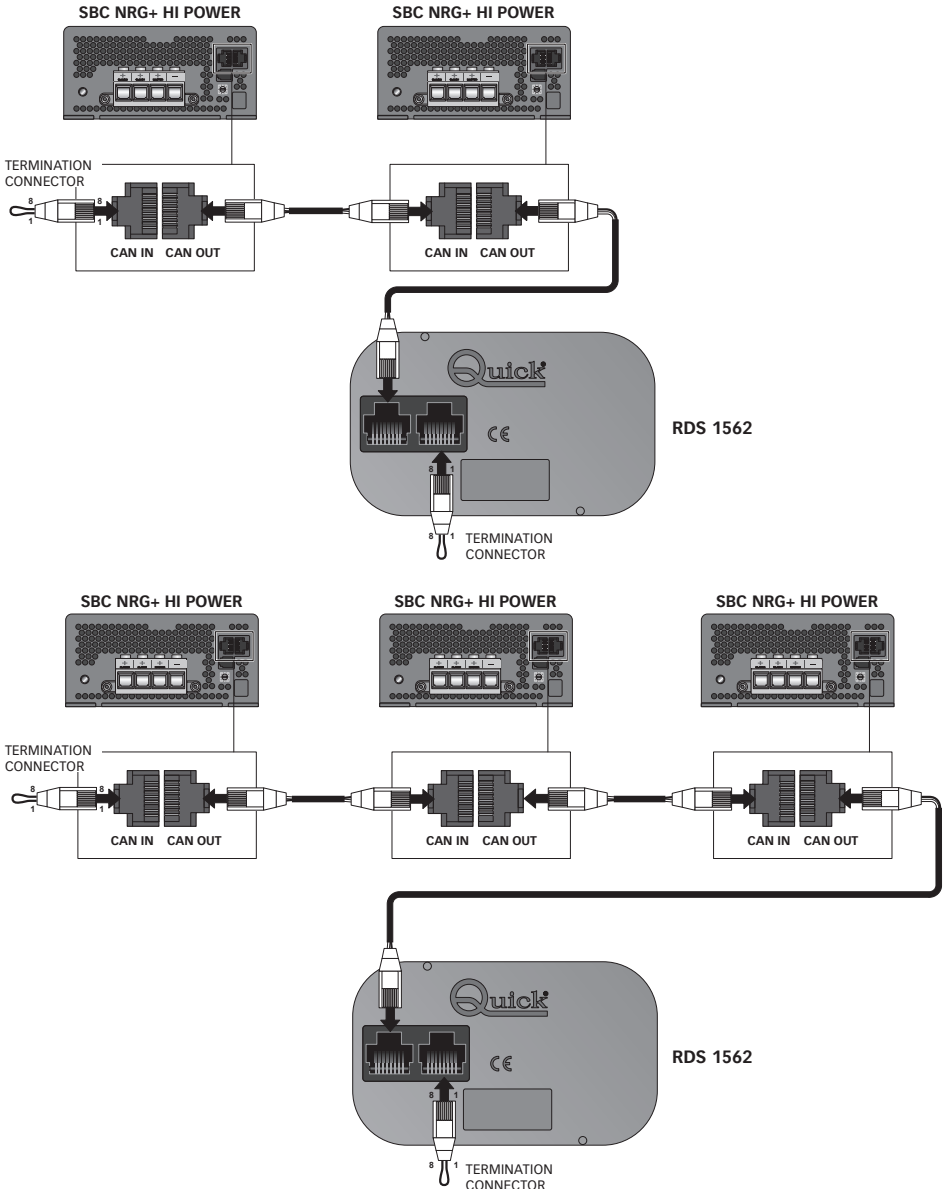 SBC NRG+ HI POWER SBC NRG+ HI POWER
TERMINATION
CONNECTOR
8 8
1 1
CAN IN CAN OUT CAN IN CAN OUT
Quick®
CE
RDS 1562
8 1
8 1
TERMINATION
CONNECTOR
SBC NRG+ HI POWER SBC NRG+ HI POWER SBC NRG+ HI POWER
TERMINATION
CONNECTOR
8 8
1 1
CAN IN CAN OUT CAN IN CAN OUT CAN IN CAN OUT
Quick®
CE
RDS 1562
8 1
8 1
TERMINATION
CONNECTOR